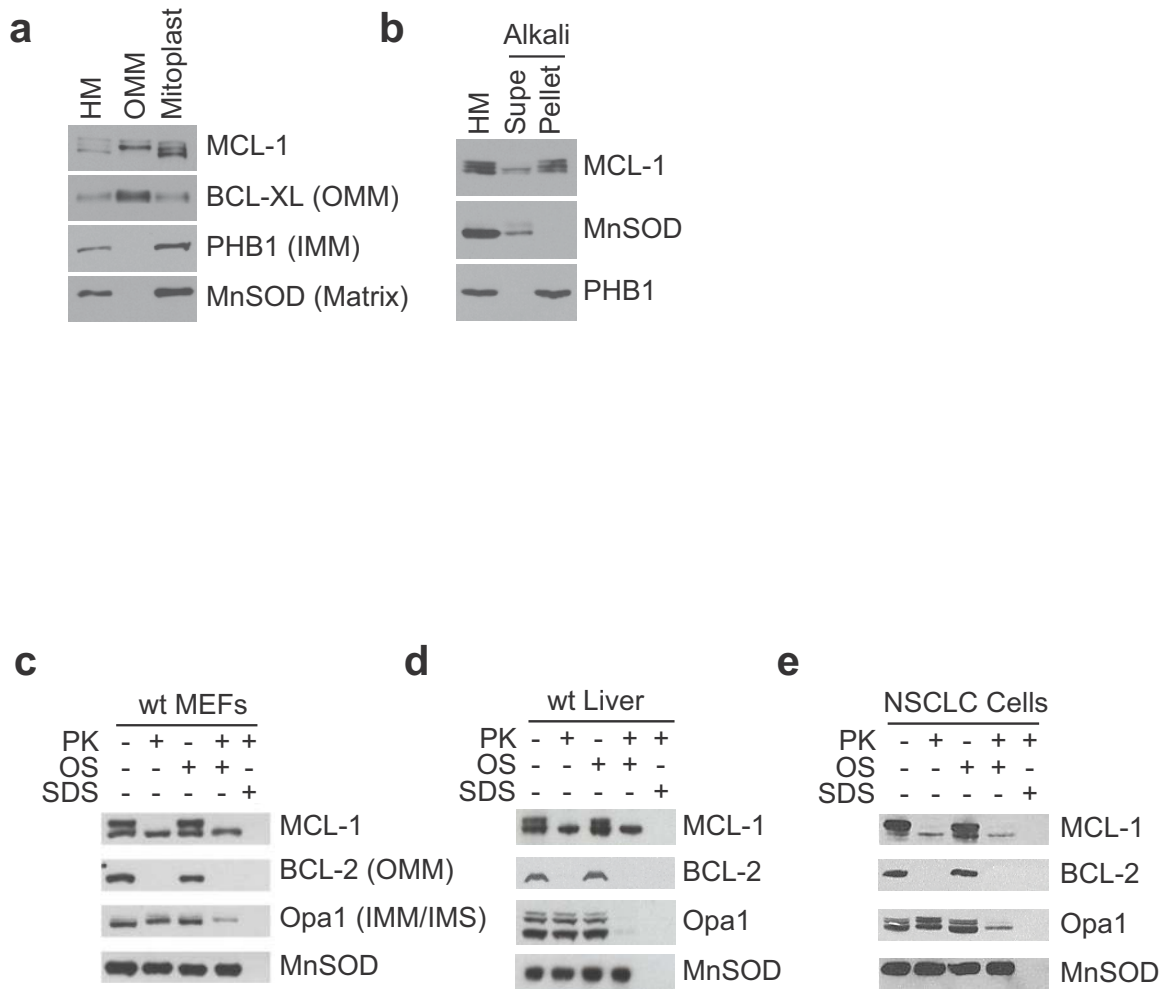 a
HM
OMM
Mitoplast
MCL-1
BCL-XL (OMM)
PHB1 (IMM)
MnSOD (Matrix)
b
Alkali
HM
Supe
Pellet
MCL-1
MnSOD
PHB1
c
wt MEFs
PK - + - + +
OS - - + + -
SDS - - - - +
MCL-1
BCL-2 (OMM)
Opa1 (IMM/IMS)
MnSOD
d
wt Liver
PK - + - + +
OS - - + + -
SDS - - - - +
MCL-1
BCL-2
Opa1
MnSOD
e
NSCLC Cells
PK - + - + +
OS - - + + -
SDS - - - - +
MCL-1
BCL-2
Opa1
MnSOD